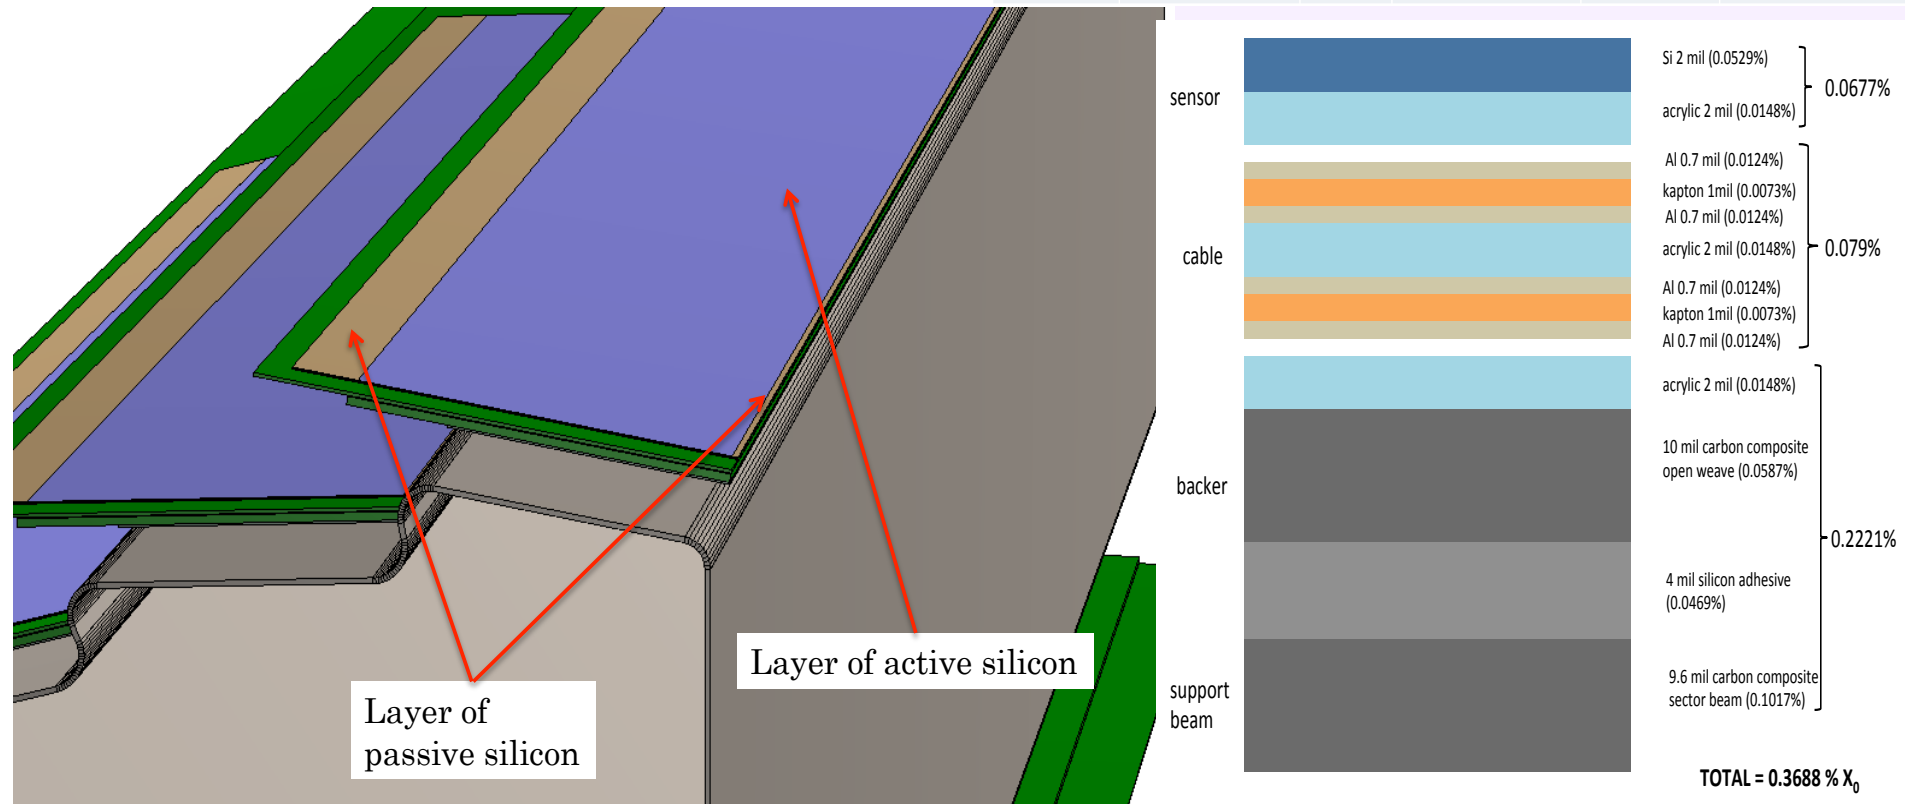 Layer of
passive silicon
Layer of active silicon
sensor
Si 2 mil (0.0529%)
acrylic 2 mil (0.0148%)
0.0677%
cable
Al 0.7 mil (0.0124%)
kapton 1mil (0.0073%)
Al 0.7 mil (0.0124%)
acrylic 2 mil (0.0148%)
Al 0.7 mil (0.0124%)
kapton 1mil (0.0073%)
Al 0.7 mil (0.0124%)
0.079%
backer
acrylic 2 mil (0.0148%)
10 mil carbon composite
open weave (0.0587%)
4 mil silicon adhesive
(0.0469%)
0.2221%
support
beam
9.6 mil carbon composite
sector beam (0.1017%)
TOTAL = 0.3688 % X₀